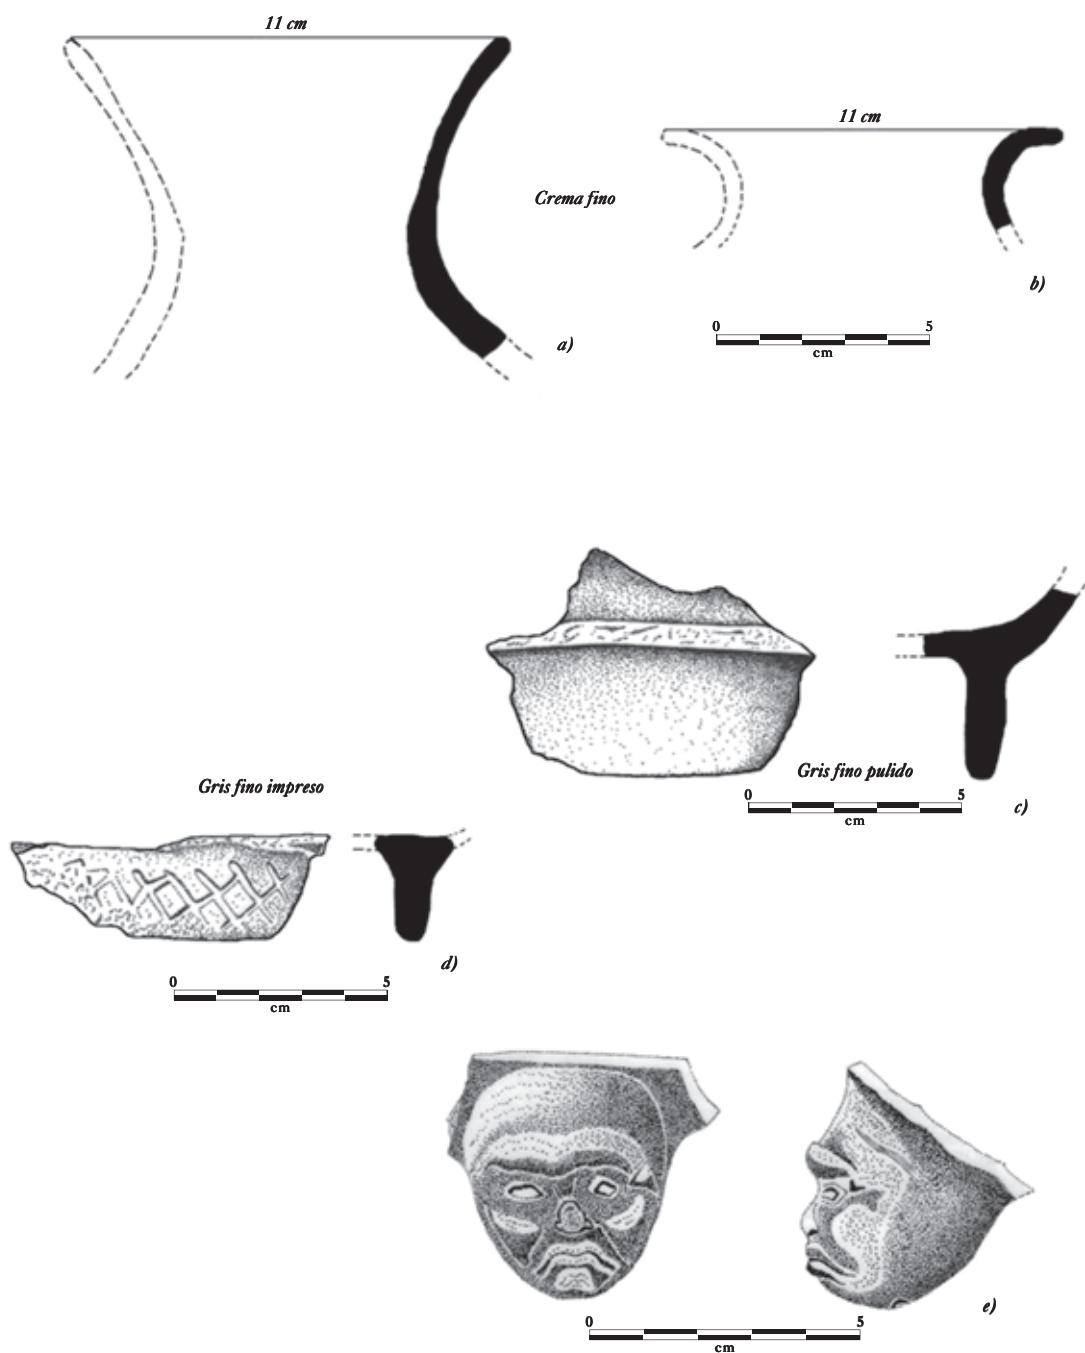 11 cm
11 cm
Crema fino
b)
0 5
cm
a)
Gris fino pulido
0 5
cm
c)
Gris fino impreso
d)
0 5
cm
e)
0 5
cm